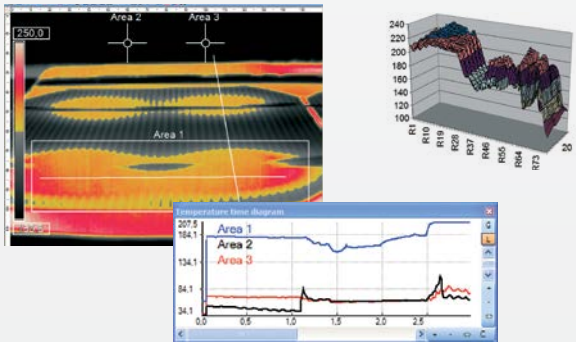 Area 2
Area 3
250,0
Area 1
240
220
200
180
160
140
120
100
R1
R10
R19
R28
R37
R46
R55
R64
R73
20
Temperature time diagram
207,5
184,1
134,1
84,1
34,1
Area 1
Area 2
Area 3
0,0
0,5
1,0
1,5
2,0
2,5